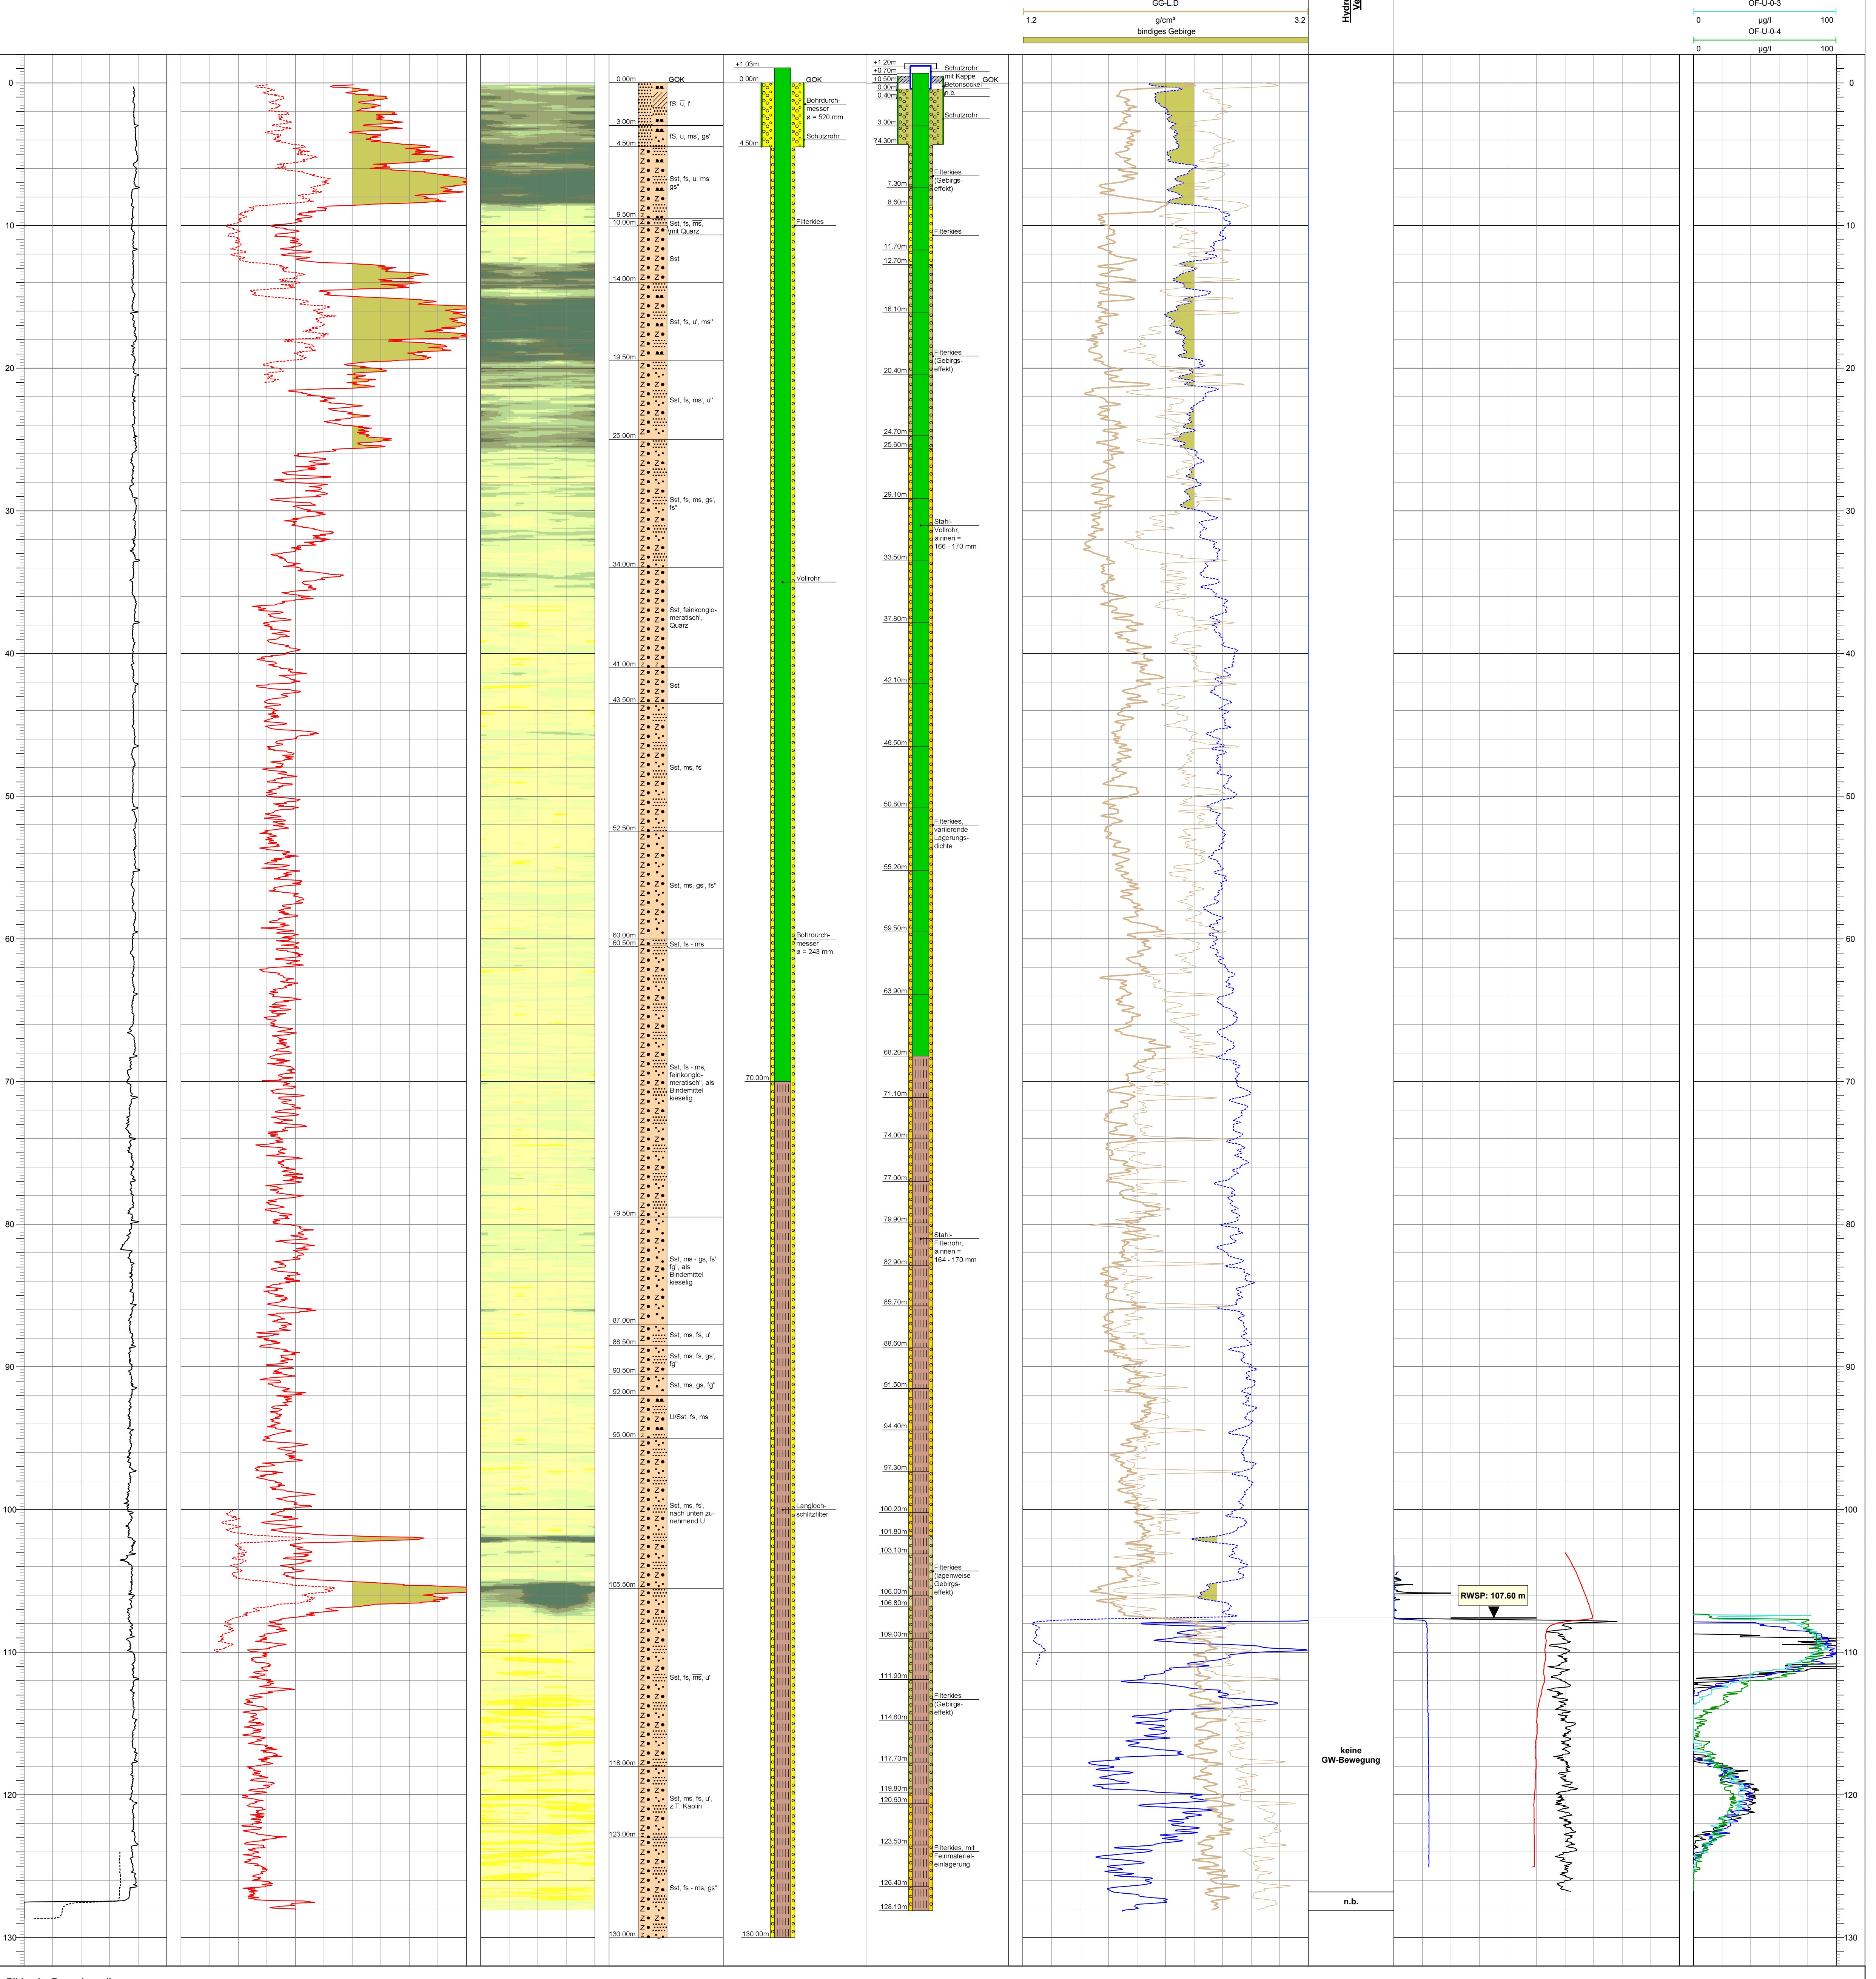 GG-L.D
1.2 g/cm³ 3.2
bindiges Gebirge
OF-U-0-3
0 µg/l 100
OF-U-0-4
0 µg/l 100
0
10
20
30
40
50
60
70
80
90
100
110
120
130
0.00m GOK
fS, u̅, l'
3.00m
fS, u, ms', gs'
4.50m
Sst, fs, u, ms,
gs"
9.50m
10.00m
Sst, fs, m̅s̅,
mit Quarz
Sst
14.00m
Sst, fs, u', ms"
19.50m
Sst, fs, ms', u"
25.00m
Sst, fs, ms, gs',
fs"
34.00m
Sst, feinkonglo-
meratisch',
Quarz
41.00m
Sst
43.50m
Sst, ms, fs'
52.50m
Sst, ms, gs', fs"
60.00m
60.50m
Sst, fs - ms
Sst, fs - ms,
feinkonglo-
meratisch", als
Bindemittel
kieselig
79.50m
Sst, ms - gs, fs',
fg", als
Bindemittel
kieselig
87.00m
Sst, ms, f̅s̅, u'
88.50m
Sst, ms, fs, gs',
fg"
90.50m
Sst, ms, gs, fg"
92.00m
U/Sst, fs, ms
95.00m
Sst, ms, fs',
nach unten zu-
nehmend U
105.50m
Sst, fs, m̅s̅, u'
118.00m
Sst, ms, fs, u',
z.T. Kaolin
123.00m
Sst, fs - ms, gs"
130.00m
+1.03m
0.00m GOK
Bohrdurch-
messer
ø = 520 mm
Schutzrohr
4.50m
Filterkies
Vollrohr
Bohrdurch-
messer
ø = 243 mm
70.00m
Langloch-
schlitzfilter
130.00m
+1.20m
+0.70m
+0.50m
0.00m
0.40m
Schutzrohr
mit Kappe
GOK
Betonsockel
n.b.
Schutzrohr
3.00m
?4.30m
Filterkies
(Gebirgs-
effekt)
7.30m
8.60m
Filterkies
11.70m
12.70m
16.10m
Filterkies
(Gebirgs-
effekt)
20.40m
24.70m
25.60m
29.10m
Stahl-
Vollrohr,
øinnen =
166 - 170 mm
33.50m
37.80m
42.10m
46.50m
50.80m
Filterkies,
variierende
Lagerungs-
dichte
55.20m
59.50m
63.90m
68.20m
71.10m
74.00m
77.00m
79.90m
Stahl-
Filterrohr,
øinnen =
164 - 170 mm
82.90m
85.70m
88.60m
91.50m
94.40m
97.30m
100.20m
101.80m
103.10m
Filterkies
(lagenweise
Gebirgs-
effekt)
106.00m
106.80m
109.00m
111.90m
Filterkies
(Gebirgs-
effekt)
114.80m
117.70m
119.80m
120.60m
123.50m
Filterkies, mit
Feinmaterial-
einlagerung
126.40m
128.10m
RWSP: 107.60 m
keine
GW-Bewegung
n.b.
0
10
20
30
40
50
60
70
80
90
100
110
120
130